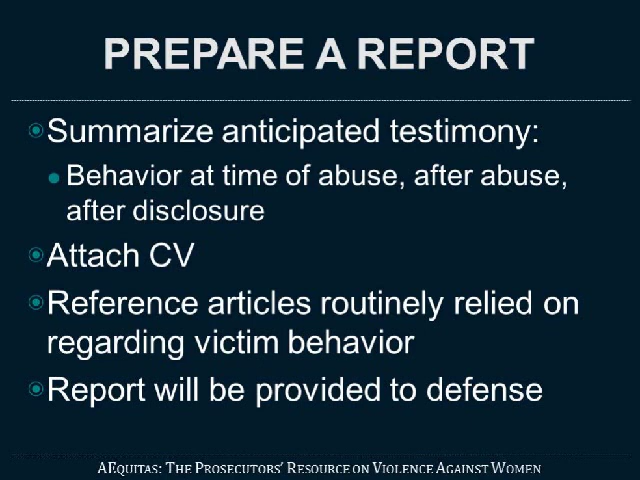 PREPARE A REPORT
Summarize anticipated testimony:
Behavior at time of abuse, after abuse,
after disclosure
Attach CV
Reference articles routinely relied on
regarding victim behavior
Report will be provided to defense
AEquitas: The Prosecutors’ Resource on Violence Against Women